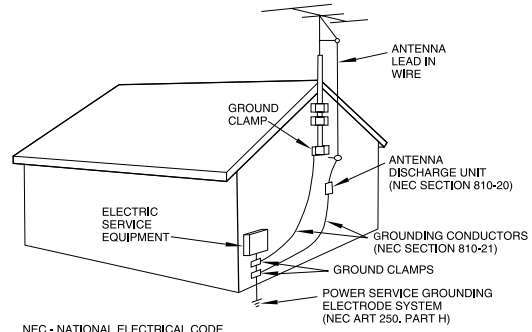 ANTENNA
LEAD IN
WIRE
GROUND
CLAMP
ANTENNA
DISCHARGE UNIT
(NEC SECTION 810-20)
ELECTRIC
SERVICE
EQUIPMENT
GROUNDING CONDUCTORS
(NEC SECTION 810-21)
GROUND CLAMPS
POWER SERVICE GROUNDING
ELECTRODE SYSTEM
(NEC ART 250, PART H)
NEC - NATIONAL ELECTRICAL CODE